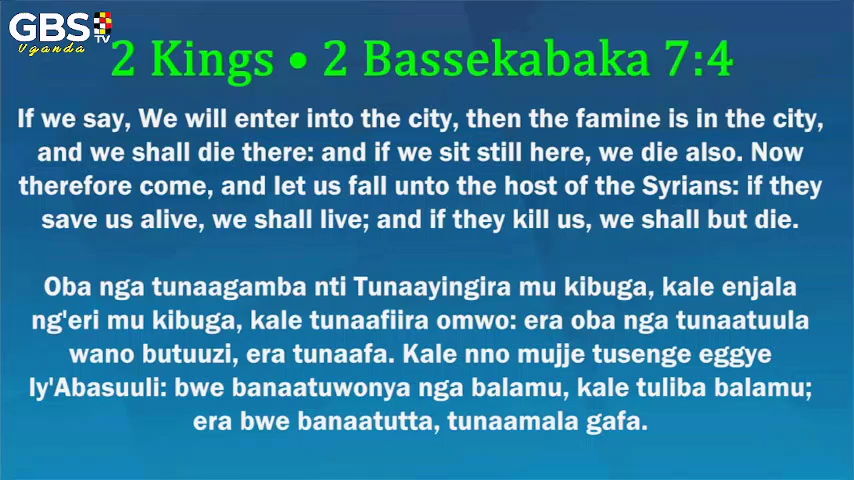 GBS TV
Uganda
2 Kings • 2 Bassekabaka 7:4
If we say, We will enter into the city, then the famine is in the city,
and we shall die there: and if we sit still here, we die also. Now
therefore come, and let us fall unto the host of the Syrians: if they
save us alive, we shall live; and if they kill us, we shall but die.
Oba nga tunaagamba nti Tunaayingira mu kibuga, kale enjala
ng'eri mu kibuga, kale tunaafiira omwo: era oba nga tunaatuula
wano butuuzi, era tunaafa. Kale nno mujje tusenge eggye
ly'Abasuuli: bwe banaatuwonya nga balamu, kale tuliba balamu;
era bwe banaatutta, tunaamala gafa.